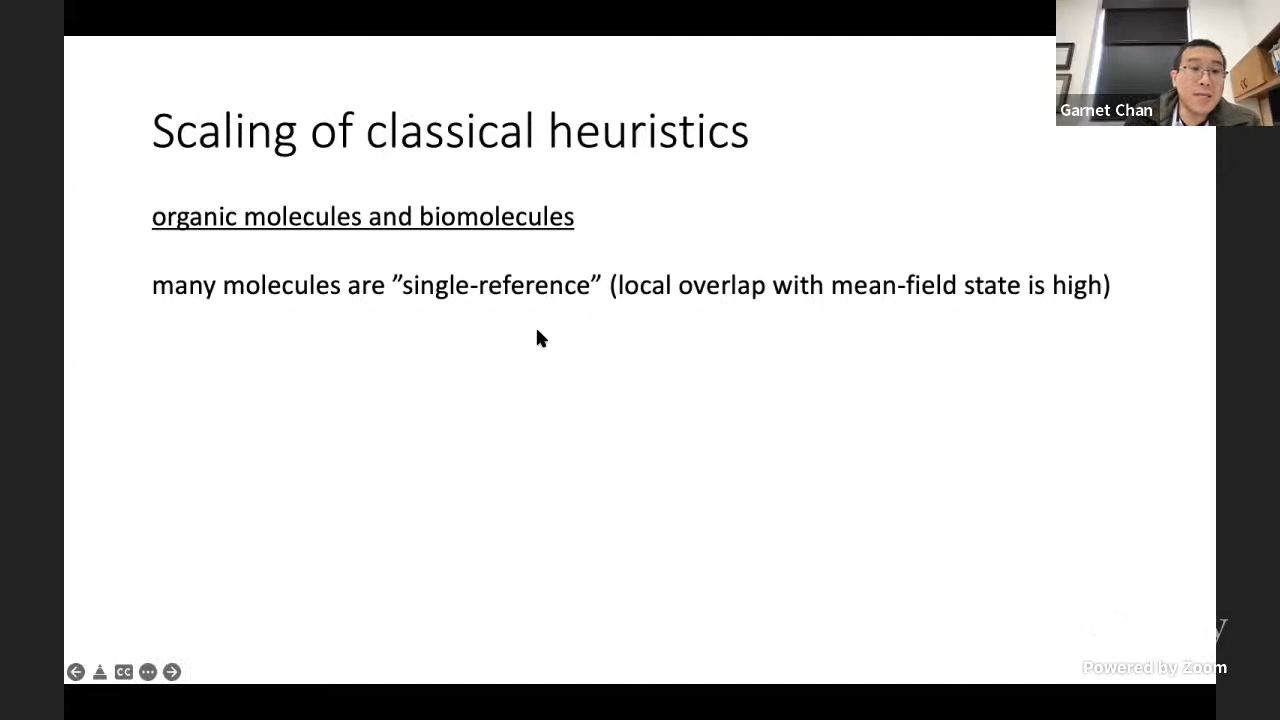 Garnet Chan
Scaling of classical heuristics
organic molecules and biomolecules
many molecules are ”single-reference” (local overlap with mean-field state is high)
CC
Powered by Zoom